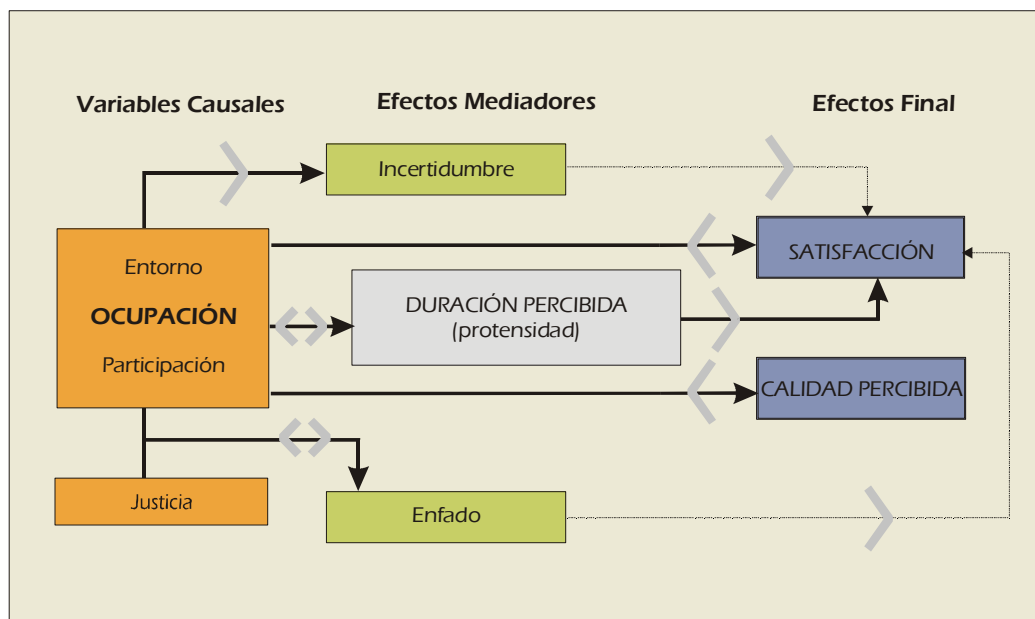 Variables Causales
Efectos Mediadores
Efectos Final
Incertidumbre
Entorno
OCUPACIÓN
Participación
DURACIÓN PERCIBIDA
(protensidad)
SATISFACCIÓN
CALIDAD PERCIBIDA
Justicia
Enfado